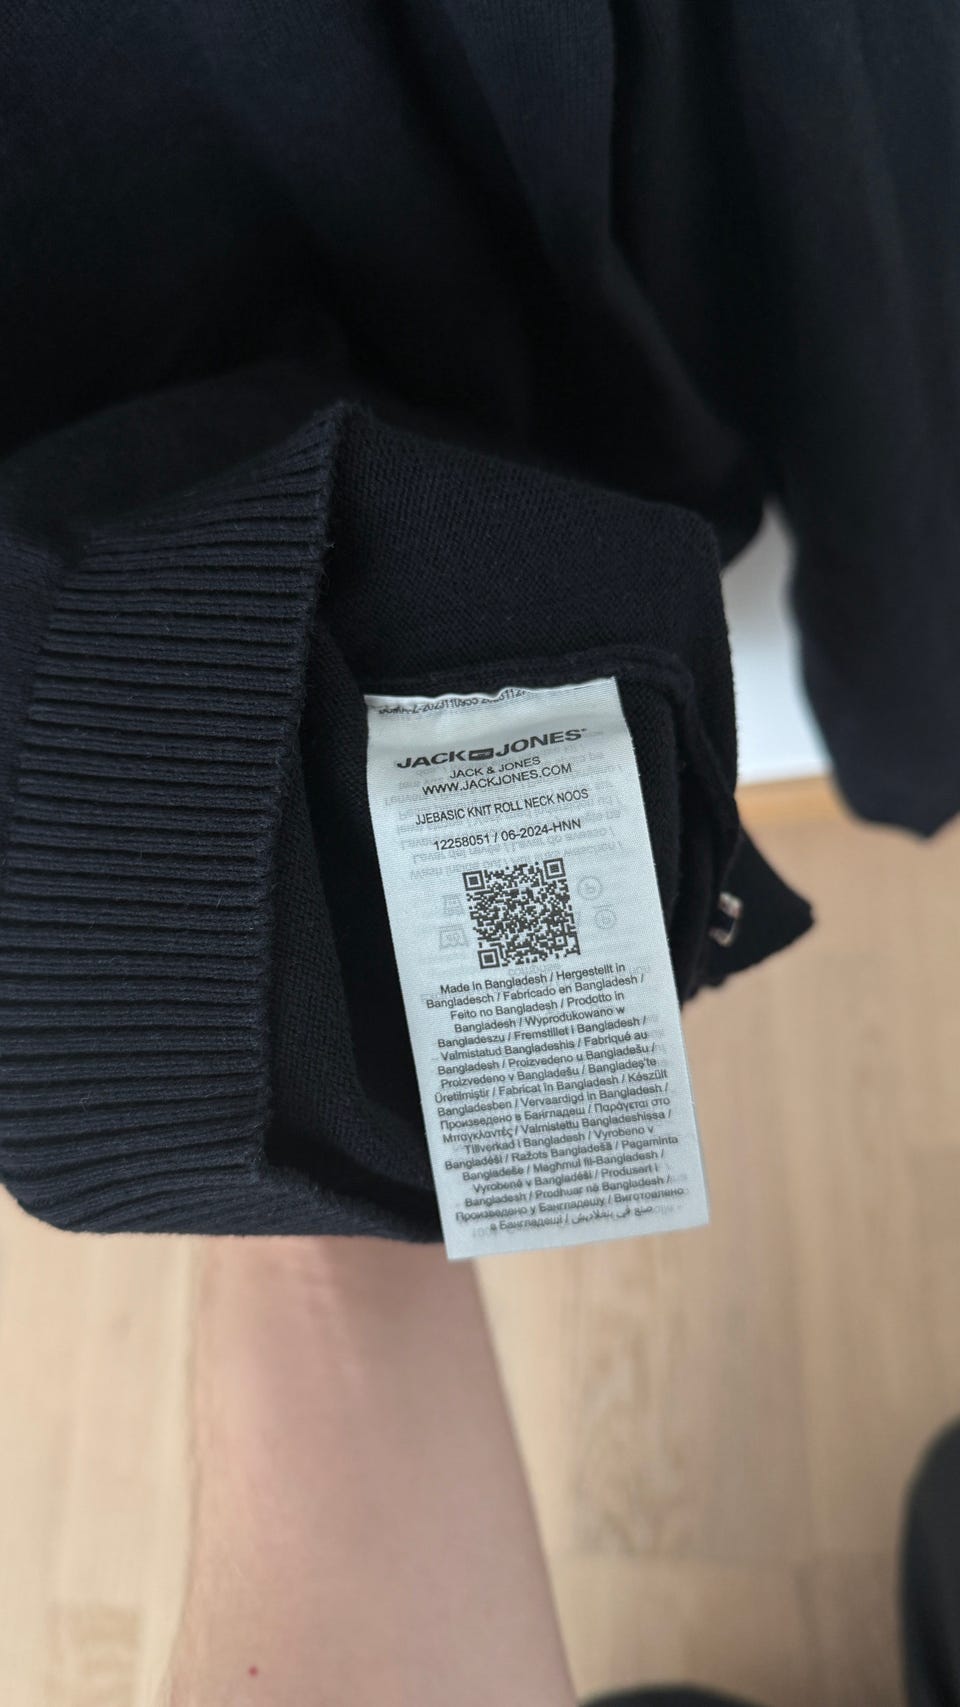 JACK JONES®
JACK & JONES
WWW.JACKJONES.COM
JJEBASIC KNIT ROLL NECK NOOS
12258051 / 06-2024-HNN
Made in Bangladesh / Hergestellt in
Bangladesch / Fabricado en Bangladesh /
Feito no Bangladesh / Prodotto in
Bangladesh / Wyprodukowano w
Bangladeszu / Fremstillet i Bangladesh /
Valmistatud Bangladeshis / Fabriqué au
Bangladesh / Proizvedeno u Bangladešu /
Proizvedeno v Bangladešu / Bangladeş'te
Üretilmiştir / Fabricat în Bangladesh / Készült
Bangladesben / Vervaardigd in Bangladesh /
Произведено в Бангладеш / Παράγεται στο
Μπαγκλαντές / Valmistettu Bangladeshissa /
Tillverkad i Bangladesh / Vyrobeno v
Bangladéši / Ražots Bangladešā / Pagaminta
Bangladeše / Magħmul fil-Bangladesh /
Vyrobené v Bangladéši / Produsert i
Bangladesh / Prodhuar në Bangladesh /
Произведено у Бангладешу / Виготовлено
в Бангладеші / صنع في بنغلاديش